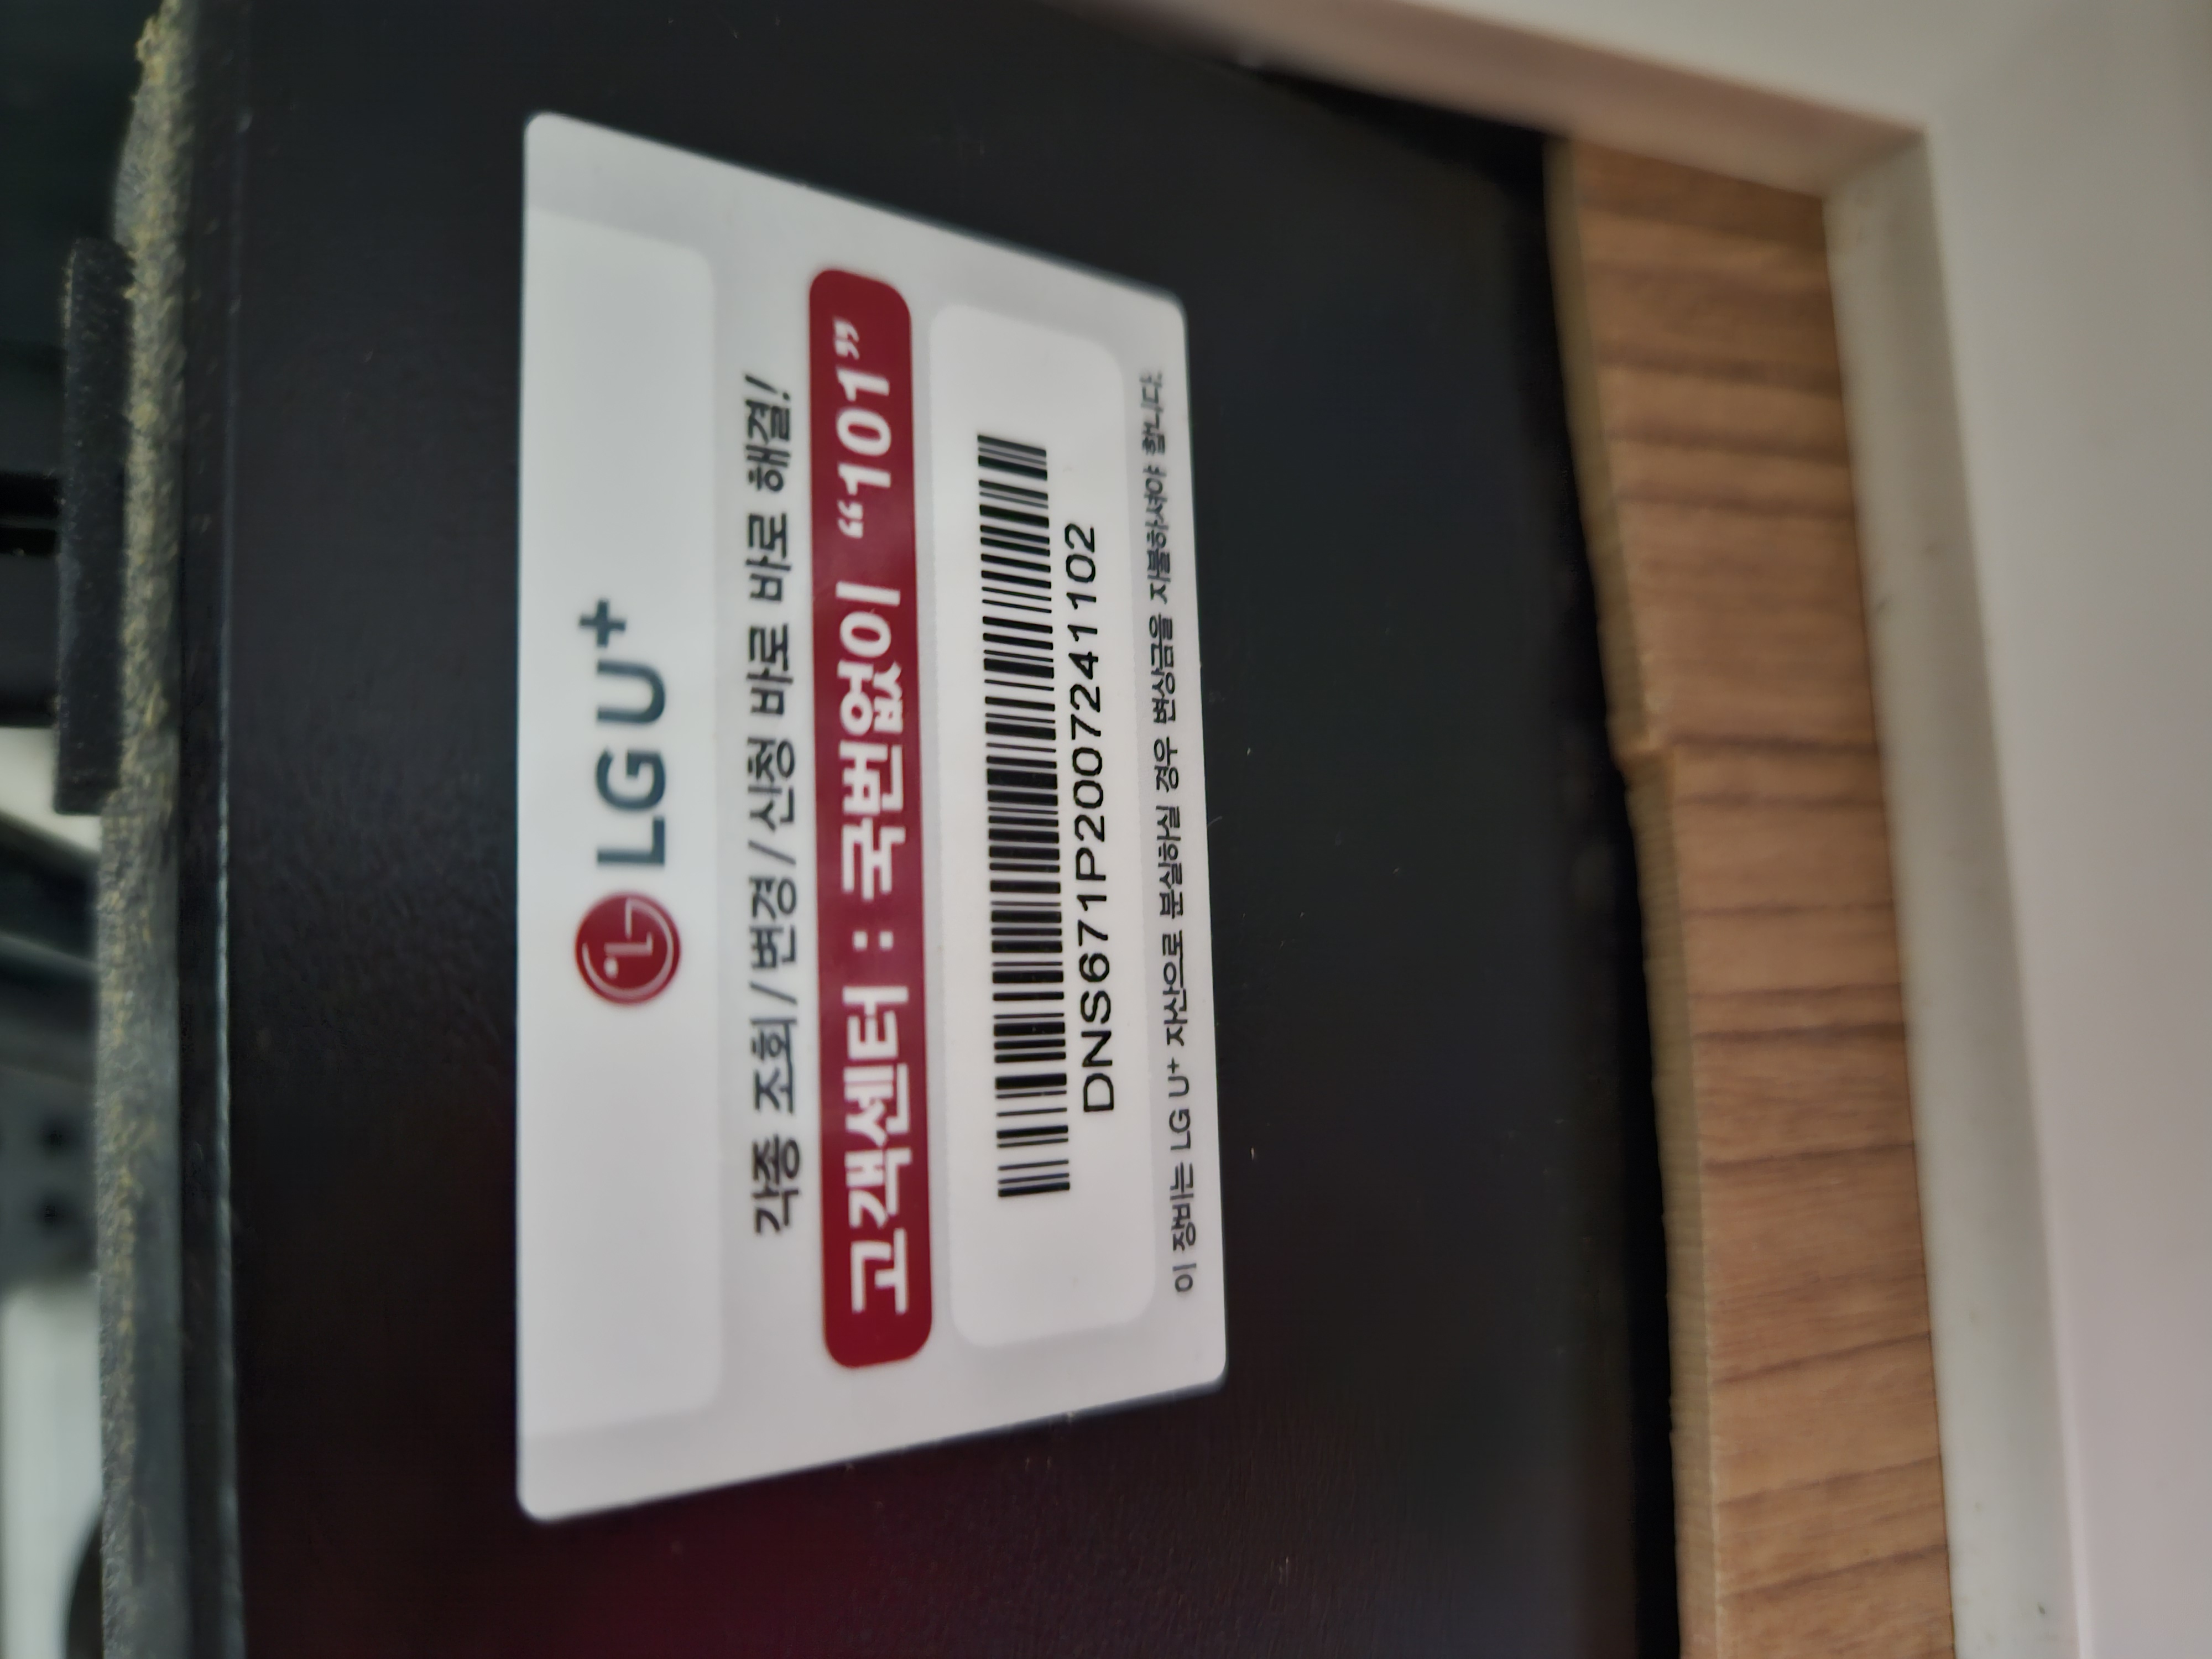 LG U+
각종 조회/변경/신청 바로 바로 해결!
고객센터 : 국번없이 “101”
DNS671P2007241102
이 장비는 LG U+ 자산으로 분실하실 경우 변상금을 지불하셔야 합니다.